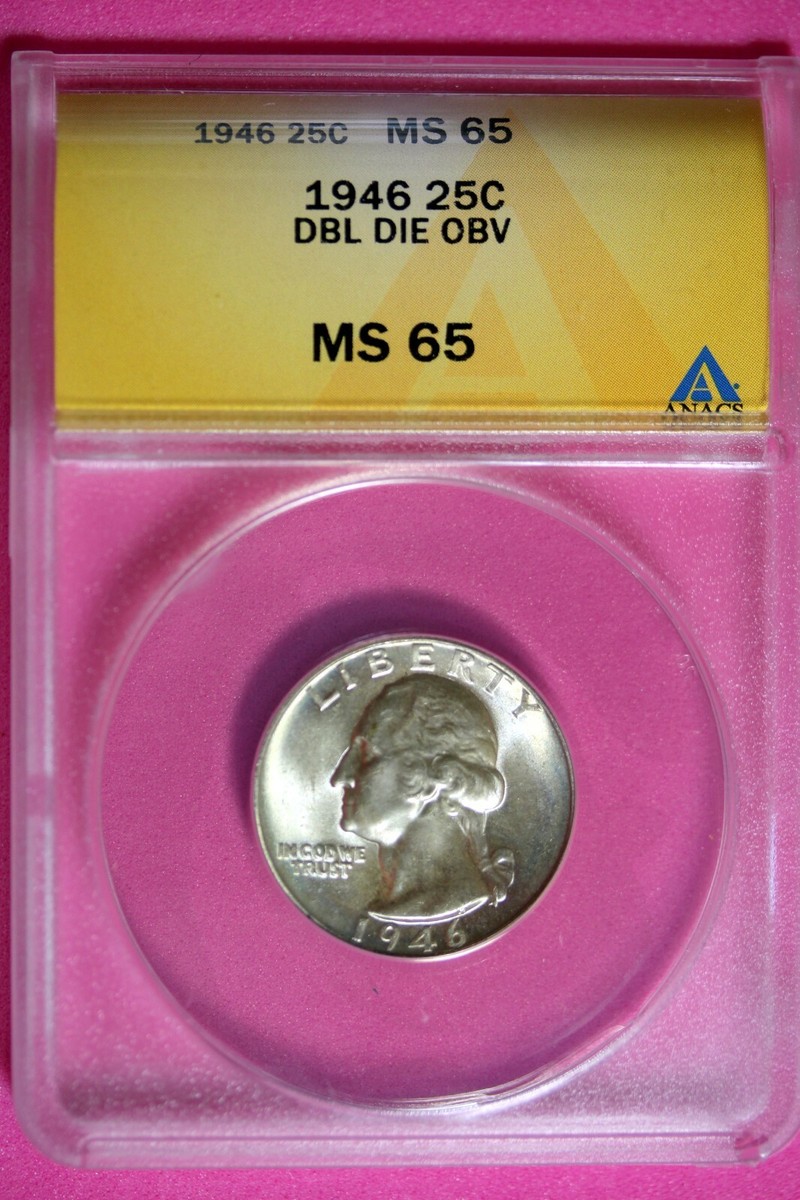 1946 25C MS 65
1946 25C
DBL DIE OBV
MS 65
ANACS
LIBERTY
IN GOD WE
TRUST
1946